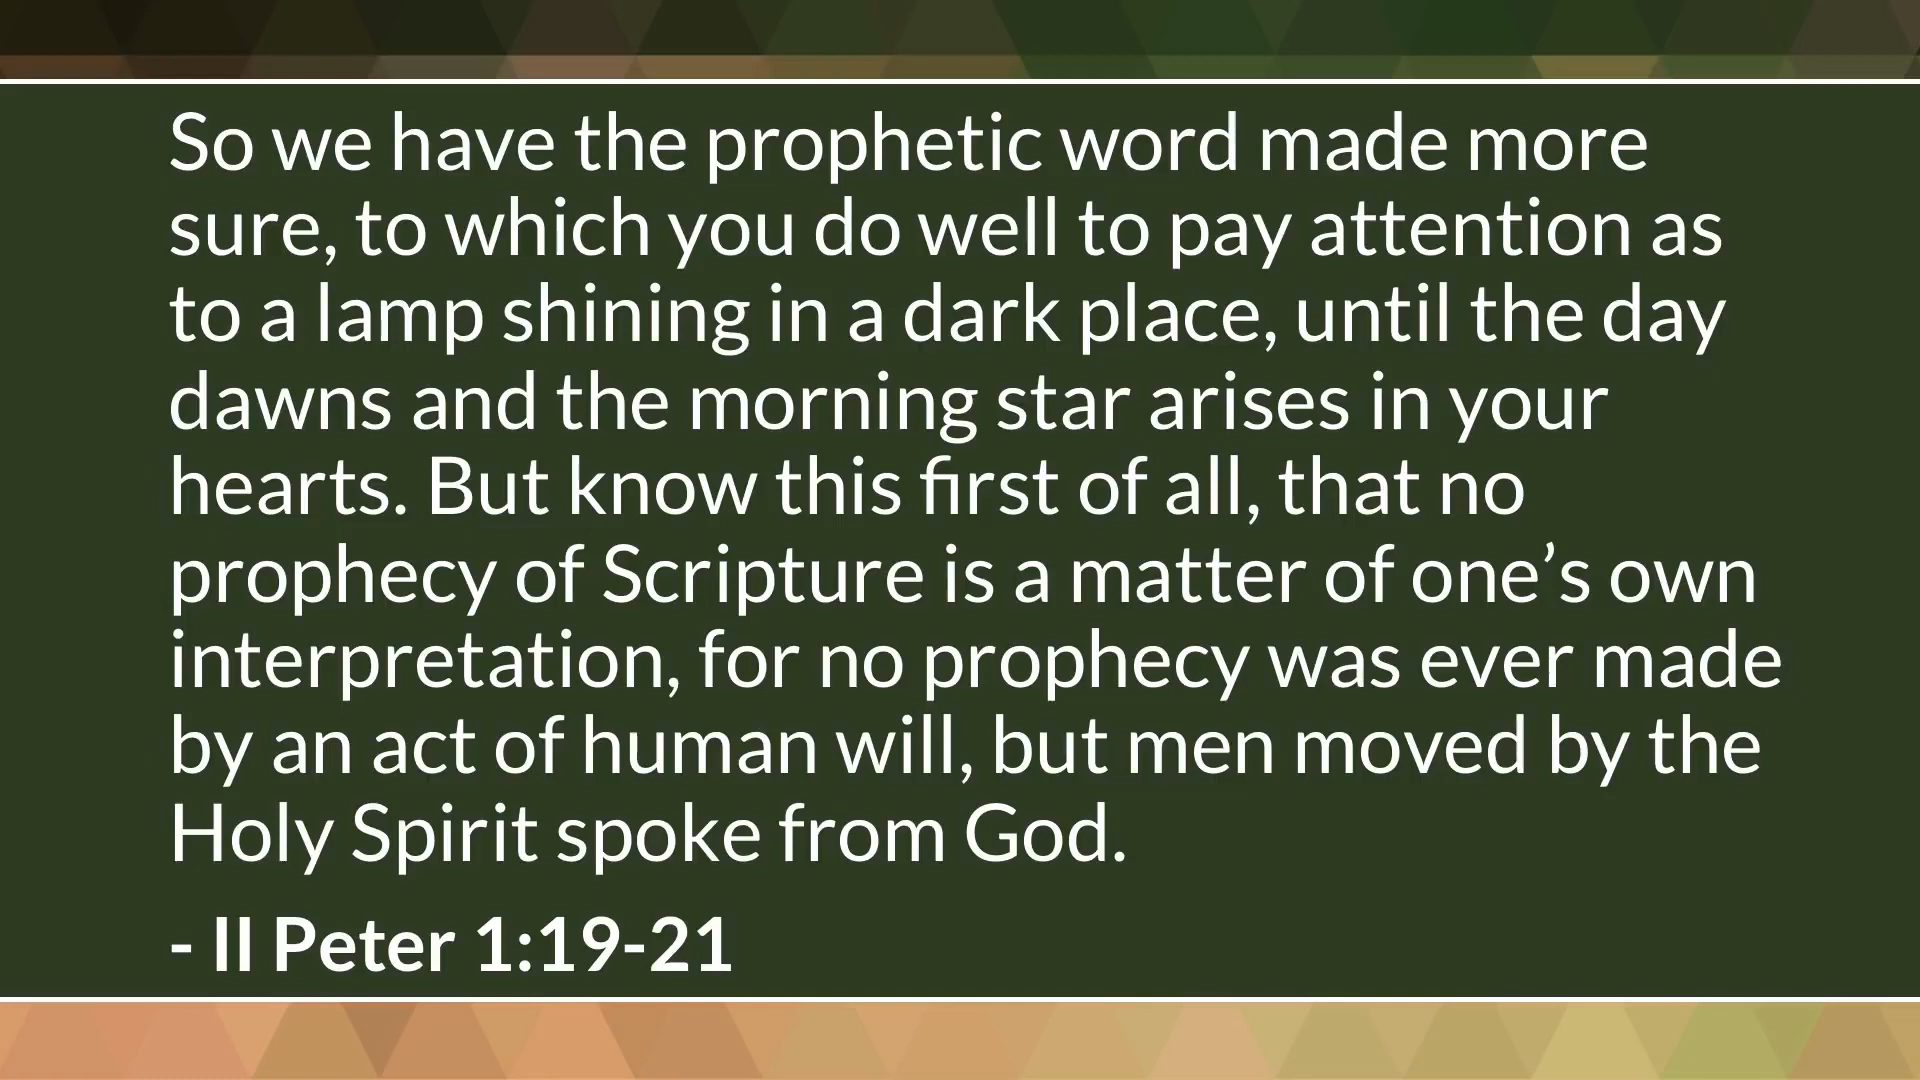 So we have the prophetic word made more
sure, to which you do well to pay attention as
to a lamp shining in a dark place, until the day
dawns and the morning star arises in your
hearts. But know this first of all, that no
prophecy of Scripture is a matter of one’s own
interpretation, for no prophecy was ever made
by an act of human will, but men moved by the
Holy Spirit spoke from God.
- II Peter 1:19-21